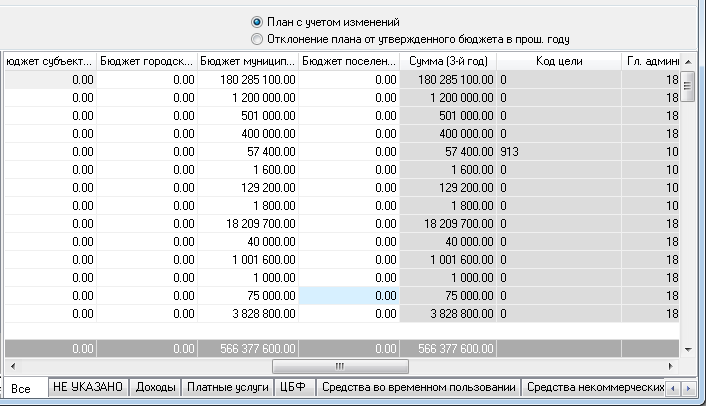 План с учетом изменений
Отклонение плана от утвержденного бюджета в прош. году
юджет субъект... Бюджет городск... Бюджет муницип... Бюджет поселен... Сумма (3-й год) Код цели Гл. админ
0.00 0.00 180 285 100.00 0.00 180 285 100.00 0 18
0.00 0.00 1 200 000.00 0.00 1 200 000.00 0 18
0.00 0.00 501 000.00 0.00 501 000.00 0 18
0.00 0.00 400 000.00 0.00 400 000.00 0 18
0.00 0.00 57 400.00 0.00 57 400.00 913 10
0.00 0.00 1 600.00 0.00 1 600.00 0 10
0.00 0.00 129 200.00 0.00 129 200.00 0 10
0.00 0.00 1 800.00 0.00 1 800.00 0 10
0.00 0.00 18 209 700.00 0.00 18 209 700.00 0 18
0.00 0.00 40 000.00 0.00 40 000.00 0 18
0.00 0.00 1 001 600.00 0.00 1 001 600.00 0 18
0.00 0.00 1 000.00 0.00 1 000.00 0 18
0.00 0.00 75 000.00 0.00 75 000.00 0 18
0.00 0.00 3 828 800.00 0.00 3 828 800.00 0 18
0.00 0.00 566 377 600.00 0.00 566 377 600.00
Все НЕ УКАЗАНО Доходы Платные услуги ЦБФ Средства во временном пользовании Средства некоммерческих